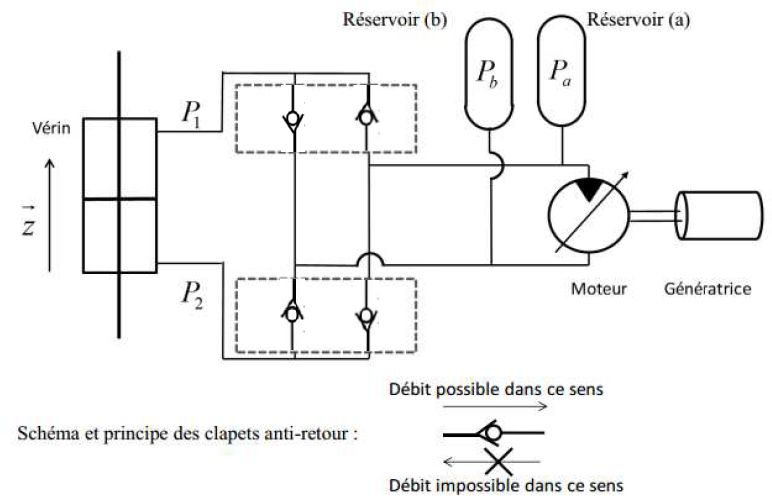 Réservoir (b)
Réservoir (a)
P_b
P_a
P_1
Vérin
z
P_2
Moteur
Génératrice
Débit possible dans ce sens
Schéma et principe des clapets anti-retour :
Débit impossible dans ce sens